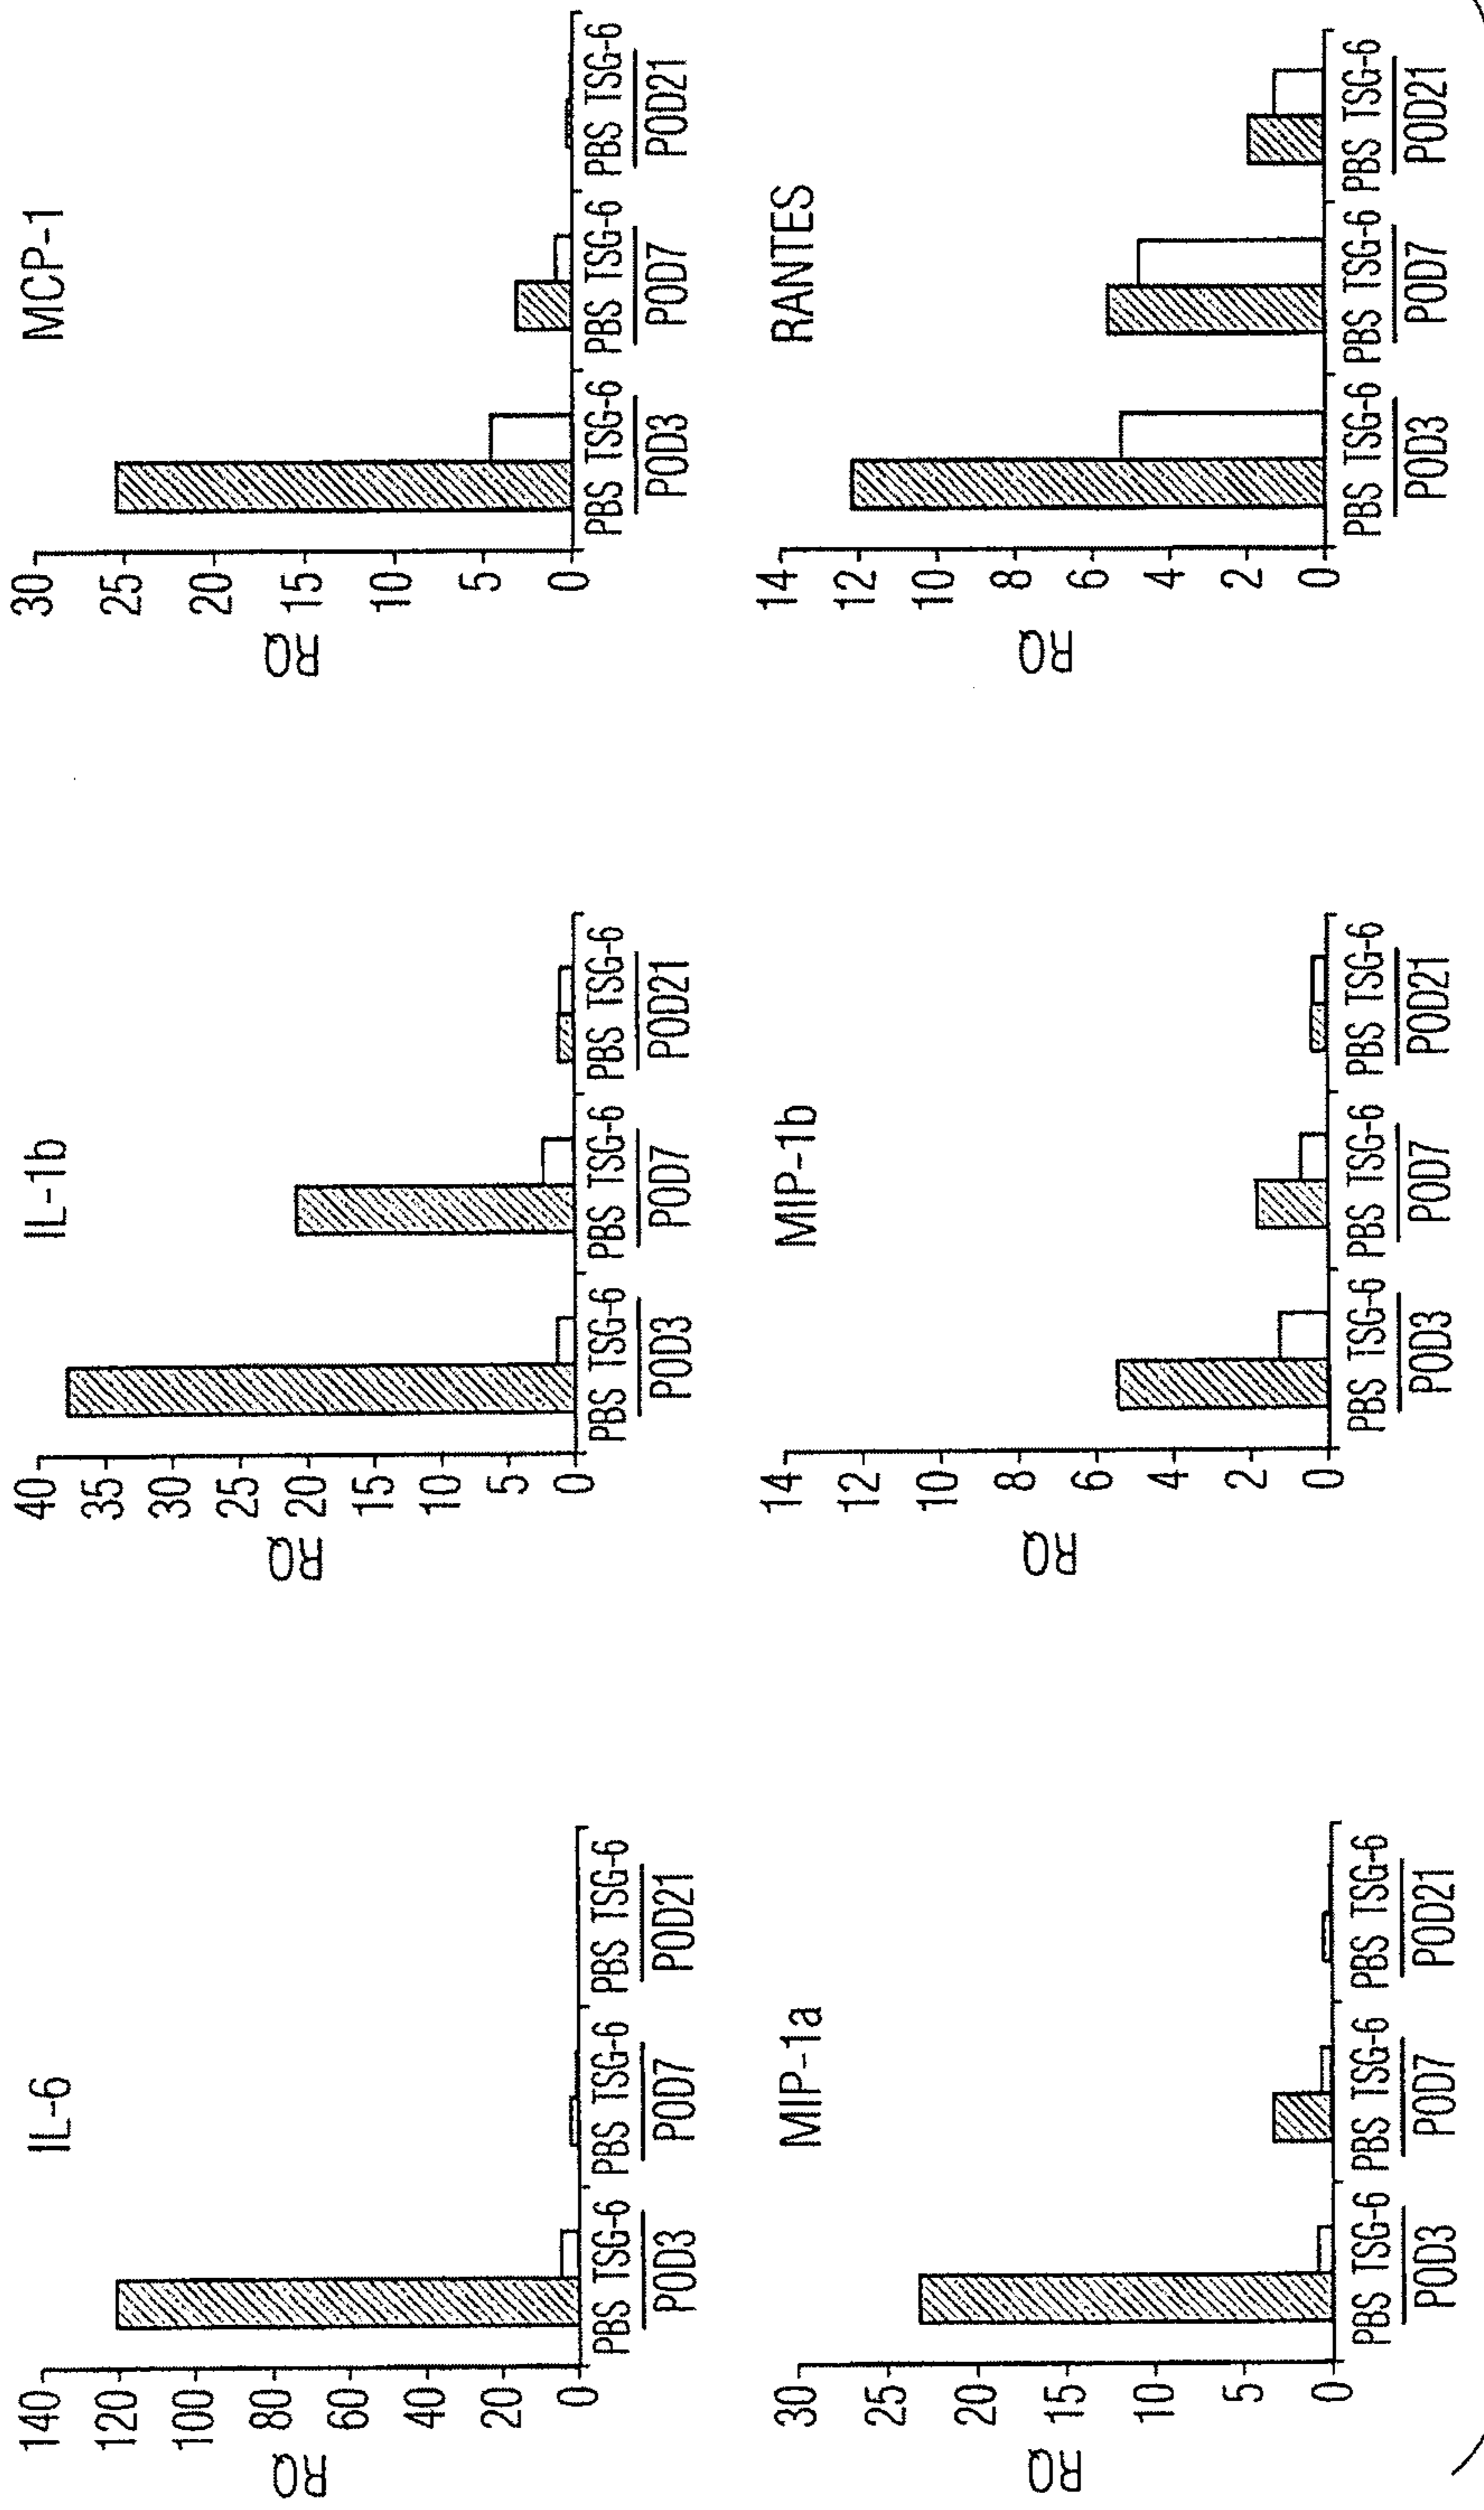 IL-6
RQ
140
120
100
80
60
40
20
0
PBS TSG-6 PBS TSG-6 PBS TSG-6
POD3 POD7 POD21
IL-1b
RQ
40
35
30
25
20
15
10
5
0
PBS TSG-6 PBS TSG-6 PBS TSG-6
POD3 POD7 POD21
MCP-1
RQ
30
25
20
15
10
5
0
PBS TSG-6 PBS TSG-6 PBS TSG-6
POD3 POD7 POD21
MIP-1a
RQ
30
25
20
15
10
5
0
PBS TSG-6 PBS TSG-6 PBS TSG-6
POD3 POD7 POD21
MIP-1b
RQ
14
12
10
8
6
4
2
0
PBS TSG-6 PBS TSG-6 PBS TSG-6
POD3 POD7 POD21
RANTES
RQ
14
12
10
8
6
4
2
0
PBS TSG-6 PBS TSG-6 PBS TSG-6
POD3 POD7 POD21